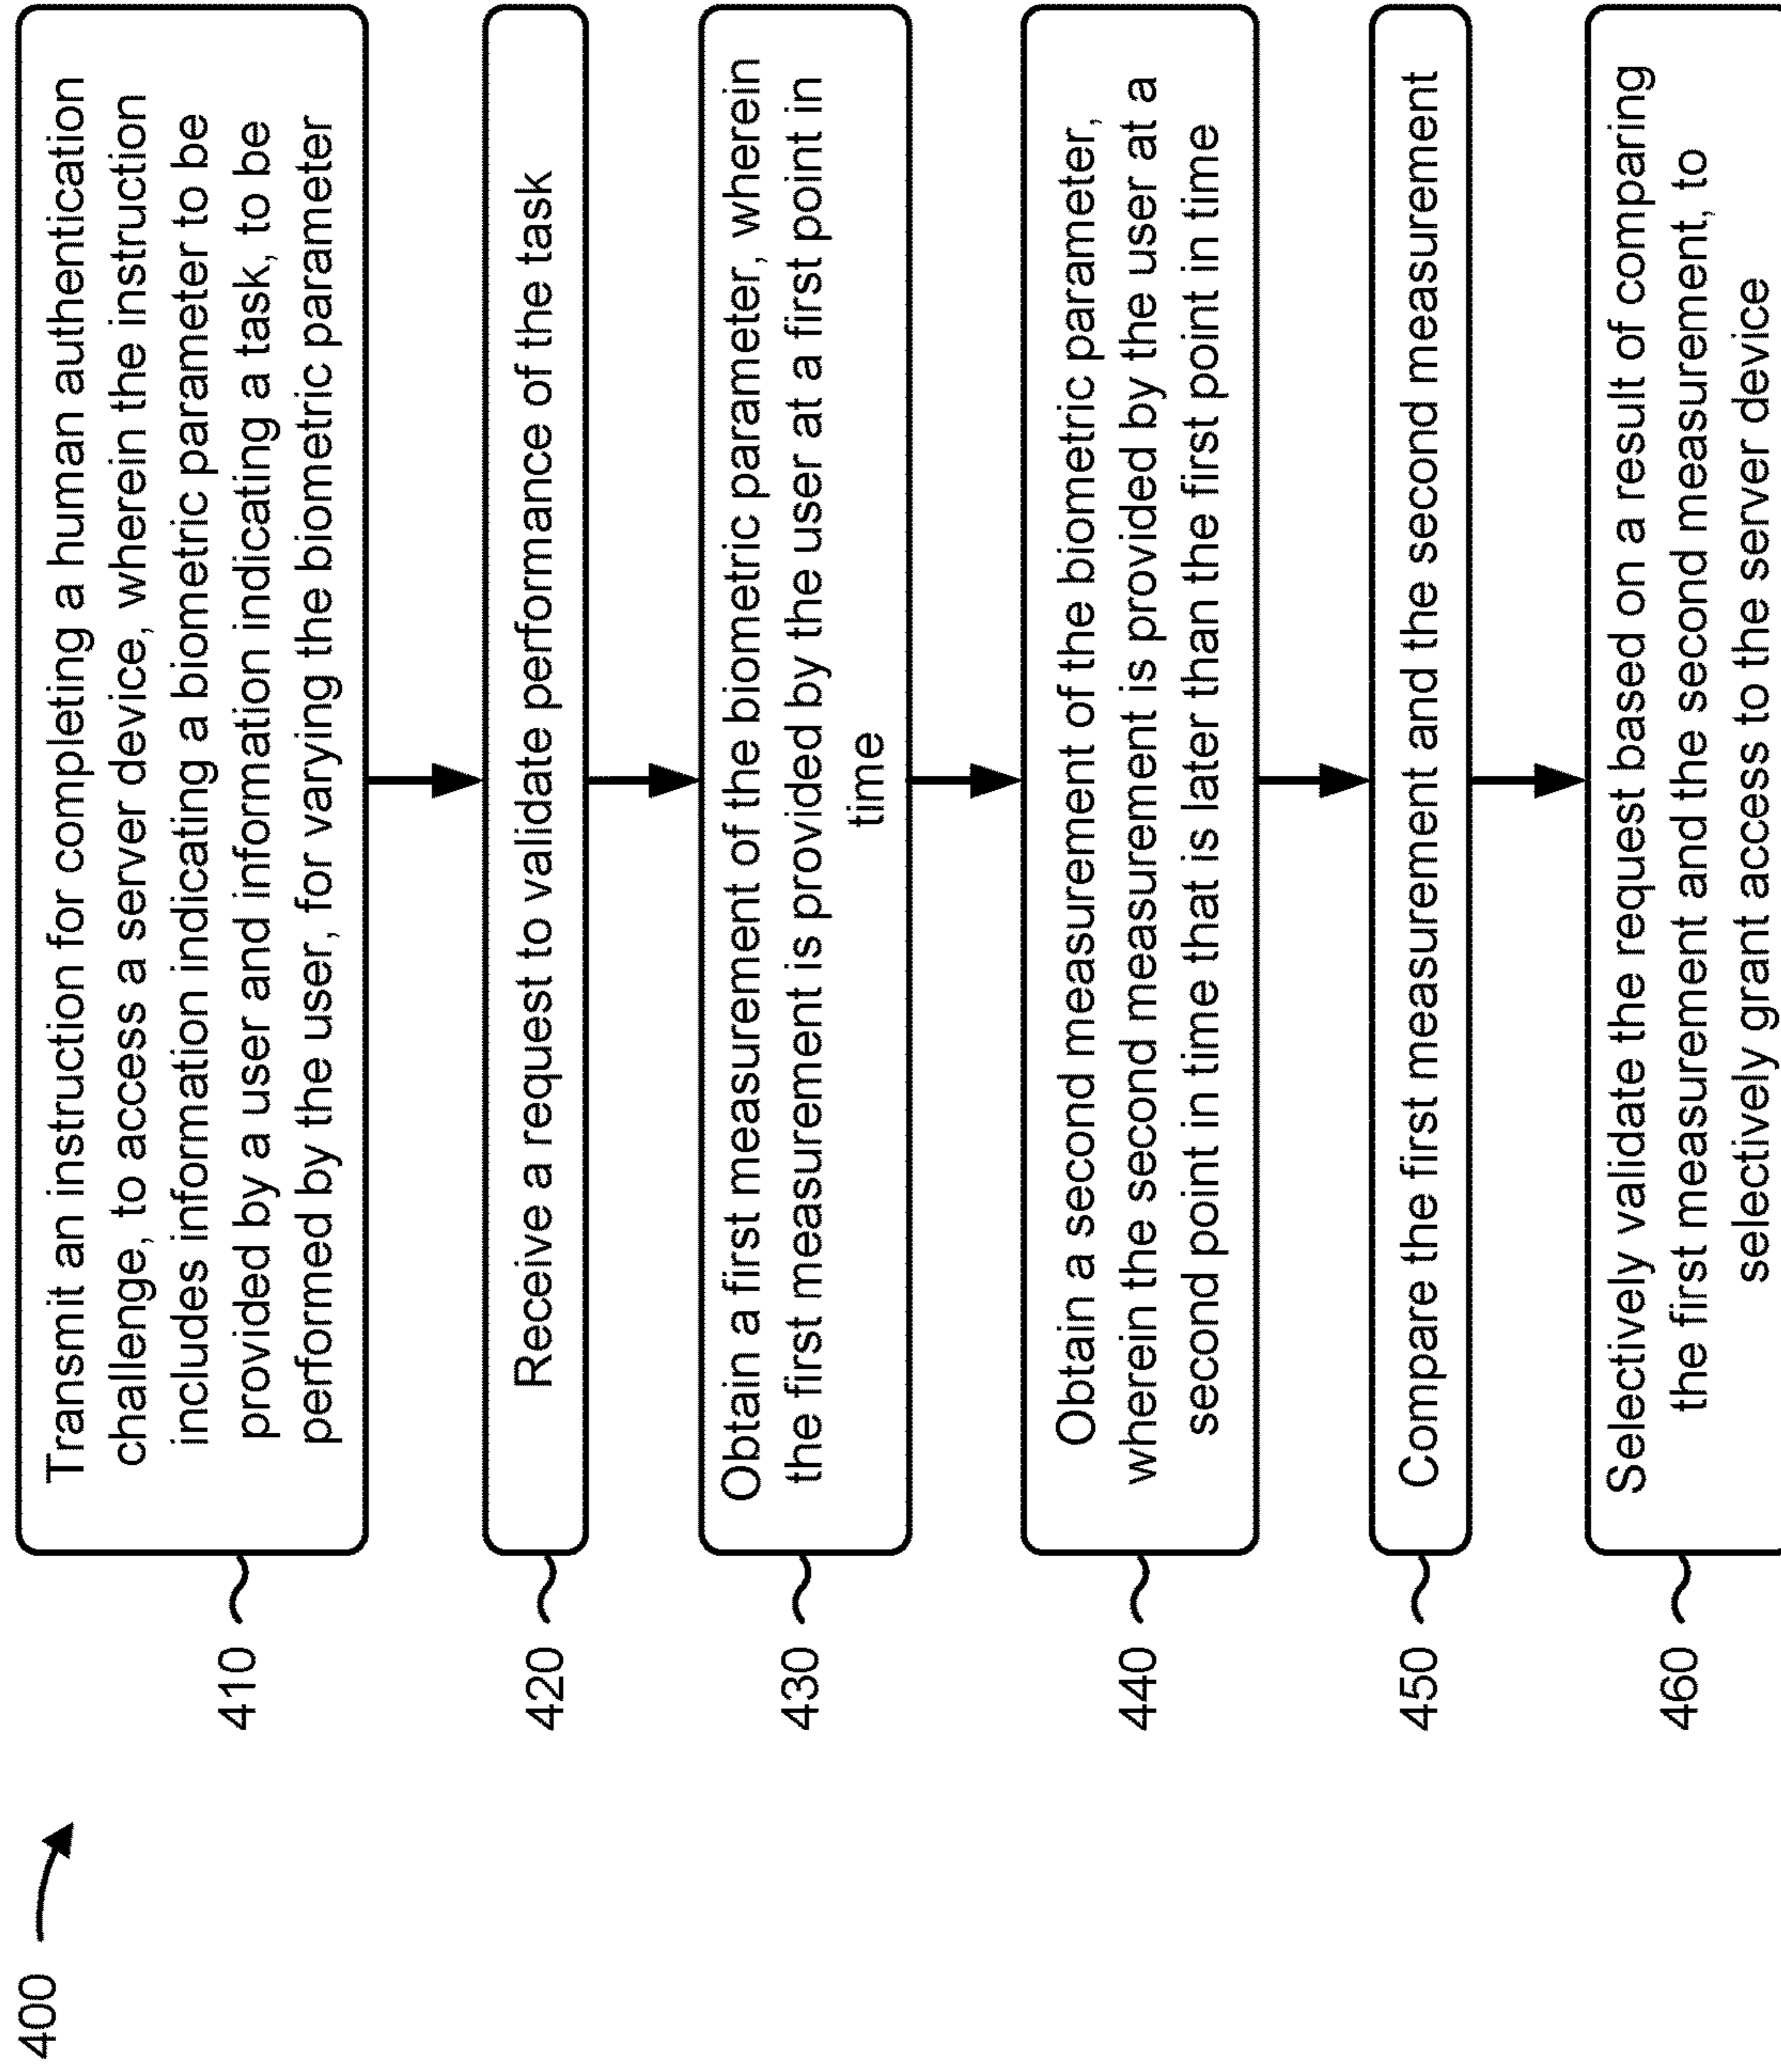 400
410
Transmit an instruction for completing a human authentication
challenge, to access a server device, wherein the instruction
includes information indicating a biometric parameter to be
provided by a user and information indicating a task, to be
performed by the user, for varying the biometric parameter
420
Receive a request to validate performance of the task
430
Obtain a first measurement of the biometric parameter, wherein
the first measurement is provided by the user at a first point in
time
440
Obtain a second measurement of the biometric parameter,
wherein the second measurement is provided by the user at a
second point in time that is later than the first point in time
450
Compare the first measurement and the second measurement
460
Selectively validate the request based on a result of comparing
the first measurement and the second measurement, to
selectively grant access to the server device